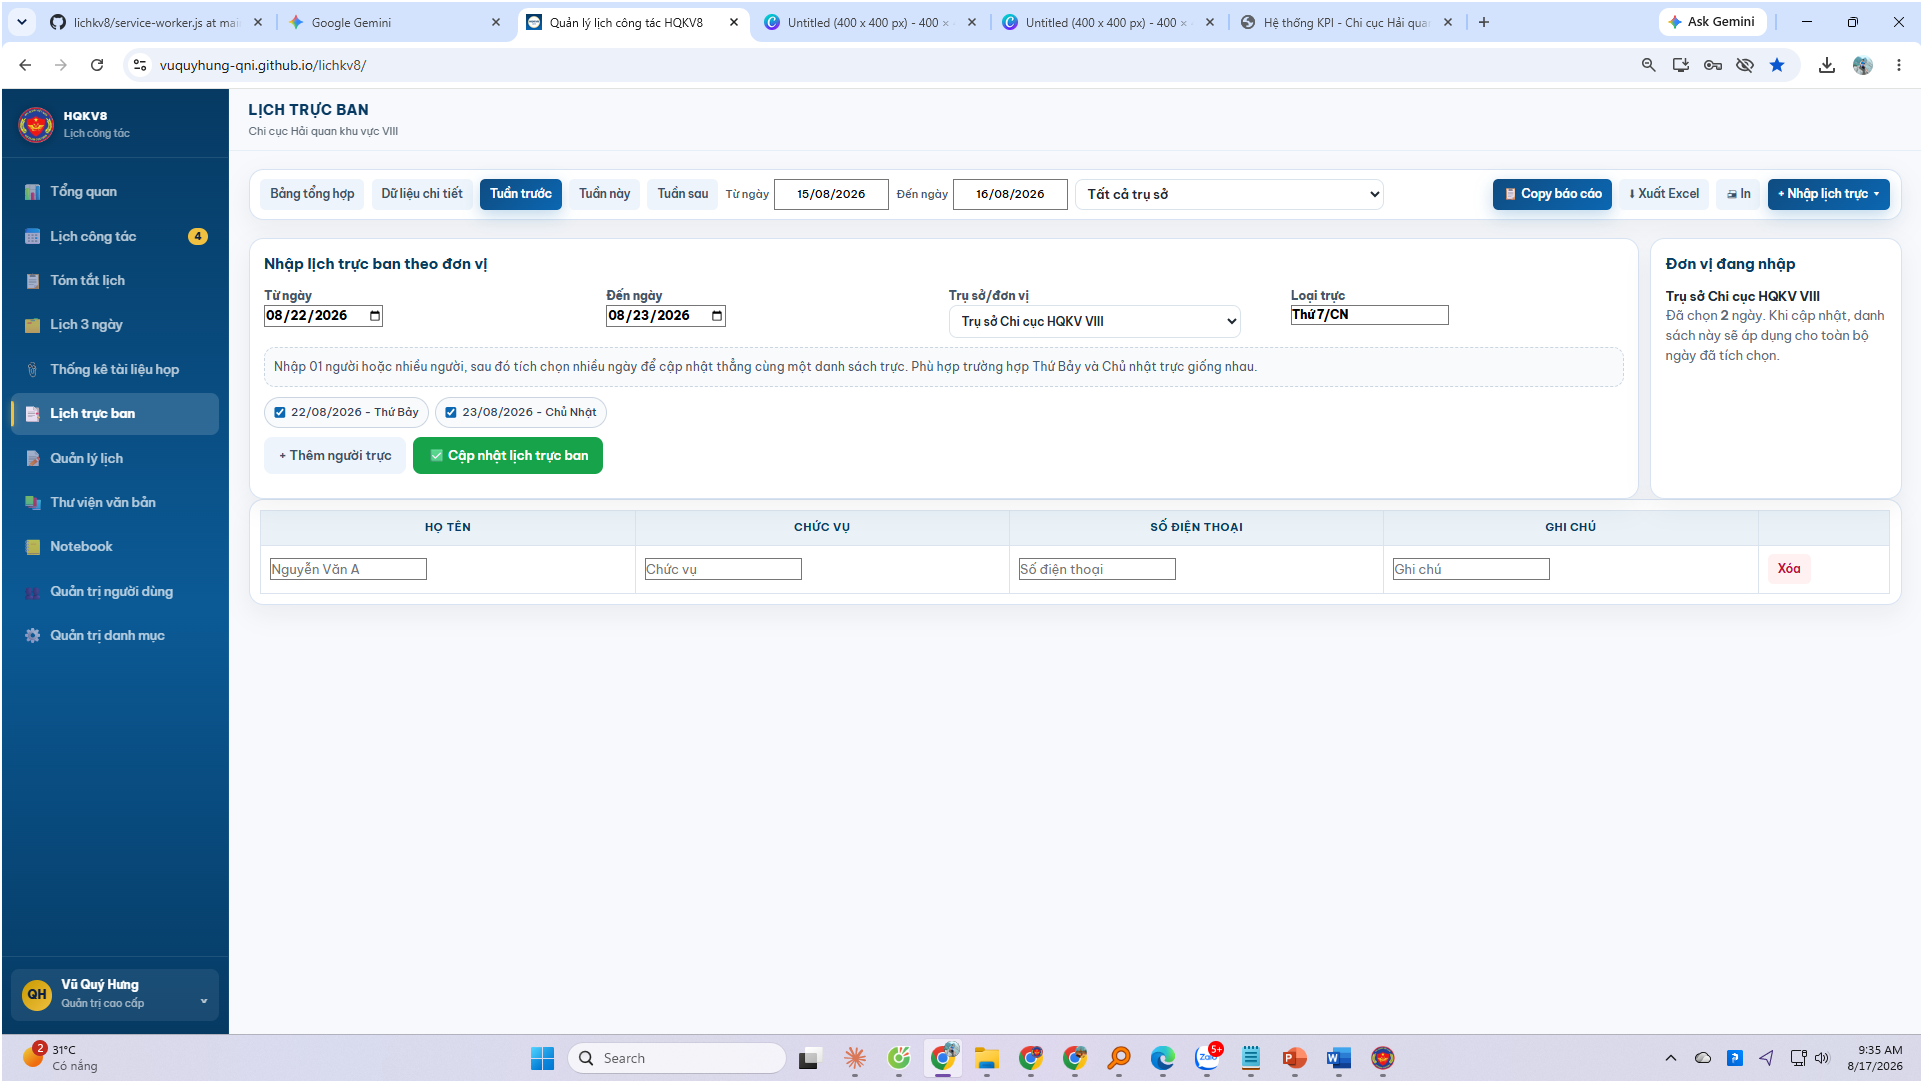 lichkv8/service-worker.js at mai
Google Gemini
Quản lý lịch công tác HQKV8
Untitled (400 x 400 px) - 400 ×
Untitled (400 x 400 px) - 400 ×
Hệ thống KPI - Chi cục Hải qua
Ask Gemini
vuquyhung-qni.github.io/lichkv8/
HQKV8
Lịch công tác
Tổng quan
Lịch công tác 4
Tóm tắt lịch
Lịch 3 ngày
Thống kê tài liệu họp
Lịch trực ban
Quản lý lịch
Thư viện văn bản
Notebook
Quản trị người dùng
Quản trị danh mục
QH
Vũ Quý Hưng
Quản trị cao cấp
LỊCH TRỰC BAN
Chi cục Hải quan khu vực VIII
Bảng tổng hợp Dữ liệu chi tiết Tuần trước Tuần này Tuần sau Từ ngày 15/08/2026 Đến ngày 16/08/2026 Tất cả trụ sở Copy báo cáo Xuất Excel In + Nhập lịch trực
Nhập lịch trực ban theo đơn vị
Từ ngày Đến ngày Trụ sở/đơn vị Loại trực
08/22/2026 08/23/2026 Trụ sở Chi cục HQKV VIII Thứ 7/CN
Nhập 01 người hoặc nhiều người, sau đó tích chọn nhiều ngày để cập nhật thẳng cùng một danh sách trực. Phù hợp trường hợp Thứ Bảy và Chủ nhật trực giống nhau.
22/08/2026 - Thứ Bảy 23/08/2026 - Chủ Nhật
+ Thêm người trực ✅ Cập nhật lịch trực ban
Đơn vị đang nhập
Trụ sở Chi cục HQKV VIII
Đã chọn 2 ngày. Khi cập nhật, danh
sách này sẽ áp dụng cho toàn bộ
ngày đã tích chọn.
HỌ TÊN CHỨC VỤ SỐ ĐIỆN THOẠI GHI CHÚ
Nguyễn Văn A Chức vụ Số điện thoại Ghi chú Xóa
2
31°C
Có nắng
Search
Zalo
5+
9:35 AM
8/17/2026